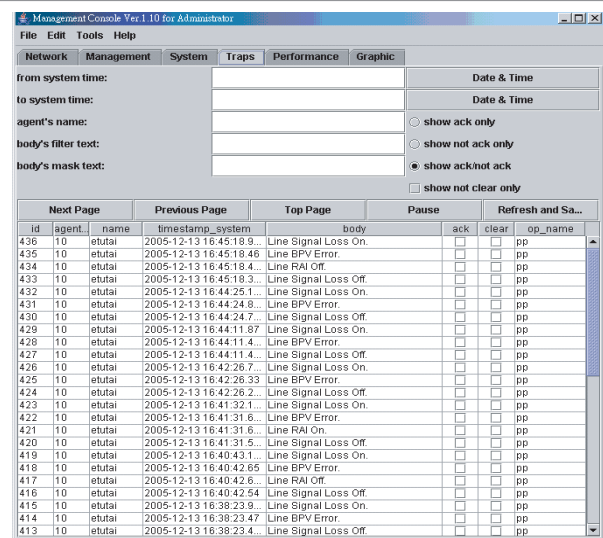 Management Console Ver.1.10 for Administrator
File Edit Tools Help
Network Management System Traps Performance Graphic
from system time: Date & Time
to system time: Date & Time
agent's name: show ack only
body's filter text: show not ack only
body's mask text: show ack/not ack
show not clear only
Next Page Previous Page Top Page Pause Refresh and Sa...
id agent... name timestamp_system body ack clear op_name
436 10 etutai 2005-12-13 16:45:18.9... Line Signal Loss On. pp
435 10 etutai 2005-12-13 16:45:18.46 Line BPV Error. pp
434 10 etutai 2005-12-13 16:45:18.4... Line RAI Off. pp
433 10 etutai 2005-12-13 16:45:18.3... Line Signal Loss Off. pp
432 10 etutai 2005-12-13 16:44:25.1... Line Signal Loss On. pp
431 10 etutai 2005-12-13 16:44:24.8... Line BPV Error. pp
430 10 etutai 2005-12-13 16:44:24.7... Line Signal Loss Off. pp
429 10 etutai 2005-12-13 16:44:11.87 Line Signal Loss On. pp
428 10 etutai 2005-12-13 16:44:11.4... Line BPV Error. pp
427 10 etutai 2005-12-13 16:44:11.4... Line Signal Loss Off. pp
426 10 etutai 2005-12-13 16:42:26.7... Line Signal Loss On. pp
425 10 etutai 2005-12-13 16:42:26.33 Line BPV Error. pp
424 10 etutai 2005-12-13 16:42:26.2... Line Signal Loss Off. pp
423 10 etutai 2005-12-13 16:41:32.1... Line Signal Loss On. pp
422 10 etutai 2005-12-13 16:41:31.6... Line BPV Error. pp
421 10 etutai 2005-12-13 16:41:31.6... Line RAI On. pp
420 10 etutai 2005-12-13 16:41:31.5... Line Signal Loss Off. pp
419 10 etutai 2005-12-13 16:40:43.1... Line Signal Loss On. pp
418 10 etutai 2005-12-13 16:40:42.65 Line BPV Error. pp
417 10 etutai 2005-12-13 16:40:42.6... Line RAI Off. pp
416 10 etutai 2005-12-13 16:40:42.54 Line Signal Loss Off. pp
415 10 etutai 2005-12-13 16:38:23.9... Line Signal Loss On. pp
414 10 etutai 2005-12-13 16:38:23.47 Line BPV Error. pp
413 10 etutai 2005-12-13 16:38:23.4... Line Signal Loss Off. pp